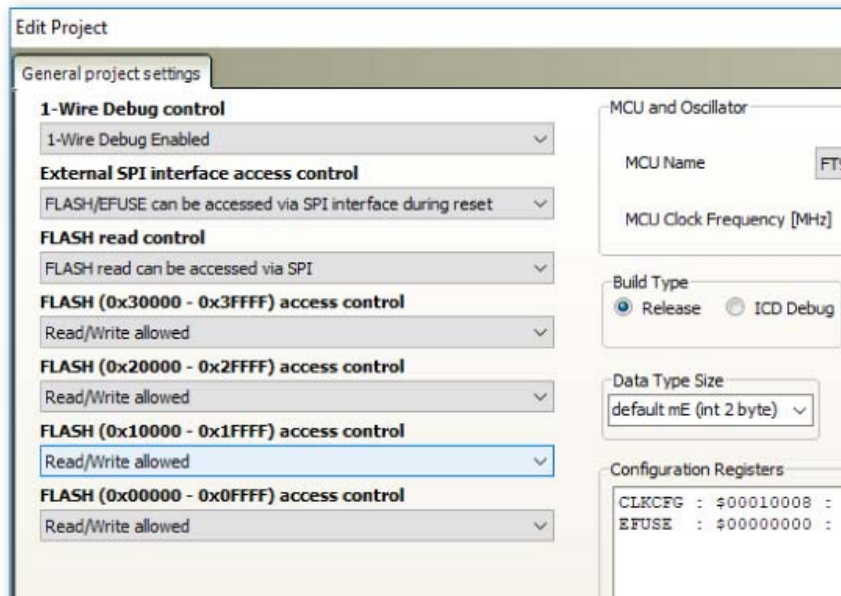 Edit Project
General project settings
1-Wire Debug control
1-Wire Debug Enabled
External SPI interface access control
FLASH/EFUSE can be accessed via SPI interface during reset
FLASH read control
FLASH read can be accessed via SPI
FLASH (0x30000 - 0x3FFFF) access control
Read/Write allowed
FLASH (0x20000 - 0x2FFFF) access control
Read/Write allowed
FLASH (0x10000 - 0x1FFFF) access control
Read/Write allowed
FLASH (0x00000 - 0x0FFFF) access control
Read/Write allowed
MCU and Oscillator
MCU Name
MCU Clock Frequency [MHz]
Build Type
Release ICD Debug
Data Type Size
default mE (int 2 byte)
Configuration Registers
CLKCFG : $00010008 :
EFUSE : $00000000 :